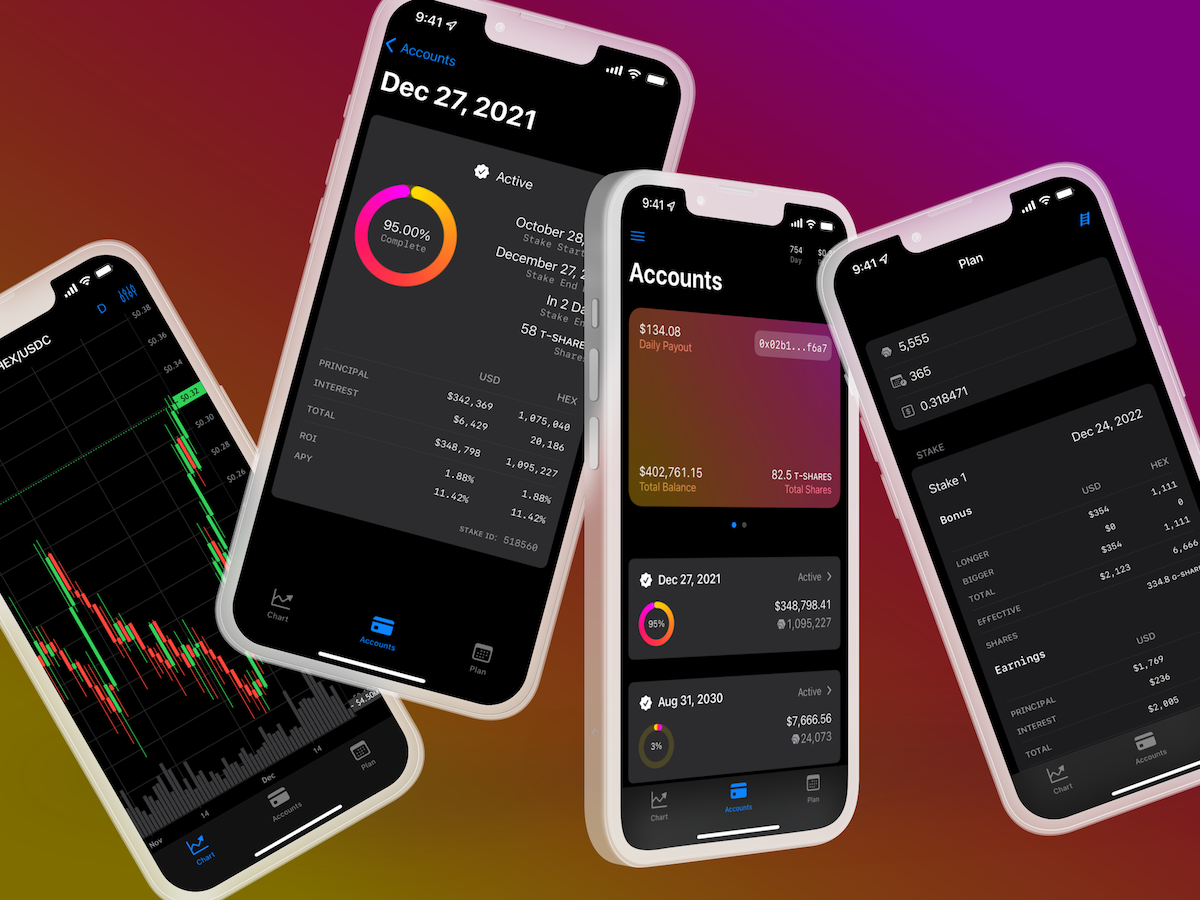 HEX/USDC
D
$0.38
$0.36
$0.34
$0.32
$0.30
$0.28
$0.26
$4.50M
Nov
14
Dec
14
Chart
Accounts
Plan
9:41
Accounts
Dec 27, 2021
Active
95.00%
Complete
October 28,
Stake Start
December 27, 2
Stake End
In 2 Da
Stake En
58 T-SHARE
Share
USD HEX
PRINCIPAL $342,369 1,075,040
INTEREST $6,429 20,186
TOTAL $348,798 1,095,227
ROI 1.88% 1.88%
APY 11.42% 11.42%
STAKE ID: 518560
Chart
Accounts
Plan
9:41
754
Day
Accounts
$134.08
Daily Payout
0x02b1...f6a7
$402,761.15
Total Balance
82.5 T-SHARES
Total Shares
Dec 27, 2021
Active
95%
$348,798.41
1,095,227
Aug 31, 2030
Active
3%
$7,666.56
24,073
Chart
Accounts
Plan
9:41
Plan
5,555
365
0.318471
STAKE
Stake 1
Dec 24, 2022
Bonus
USD HEX
LONGER $354 1,111
BIGGER $0 0
TOTAL $354 1,111
EFFECTIVE $2,123 6,666
SHARES 334.8 G-SHAR
Earnings
USD
PRINCIPAL $1,769
INTEREST $236
TOTAL $2,005
Chart
Accounts